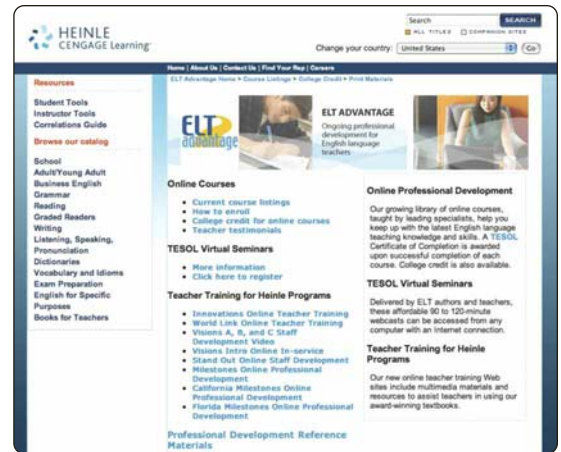 HEINLE
CENGAGE Learning
Search
SEARCH
ALL TITLES COMPANION SITES
Change your country: United States Go
Home | About Us | Contact Us | Find Your Rep | Careers
ELT Advantage Home > Course Listings > College Credit > Print Materials
Resources
Student Tools
Instructor Tools
Correlations Guide
Browse our catalog
School
Adult/Young Adult
Business English
Grammar
Reading
Graded Readers
Writing
Listening, Speaking,
Pronunciation
Dictionaries
Vocabulary and Idioms
Exam Preparation
English for Specific
Purposes
Books for Teachers
ELT
advantage
ELT ADVANTAGE
Ongoing professional
development for
English language
teachers
Online Courses
Current course listings
How to enroll
College credit for online courses
Teacher testimonials
TESOL Virtual Seminars
More information
Click here to register
Teacher Training for Heinle Programs
Innovations Online Teacher Training
World Link Online Teacher Training
Visions A, B, and C Staff
Development Video
Visions Intro Online In-service
Stand Out Online Staff Development
Milestones Online Professional
Development
California Milestones Online
Professional Development
Florida Milestones Online Professional
Development
Professional Development Reference
Materials
Online Professional Development
Our growing library of online courses,
taught by leading specialists, help you
keep up with the latest English language
teaching knowledge and skills. A TESOL
Certificate of Completion is awarded
upon successful completion of each
course. College credit is also available.
TESOL Virtual Seminars
Delivered by ELT authors and teachers,
these affordable 90 to 120-minute
webcasts can be accessed from any
computer with an Internet connection.
Teacher Training for Heinle
Programs
Our new online teacher training Web
sites include multimedia materials and
resources to assist teachers in using our
award-winning textbooks.